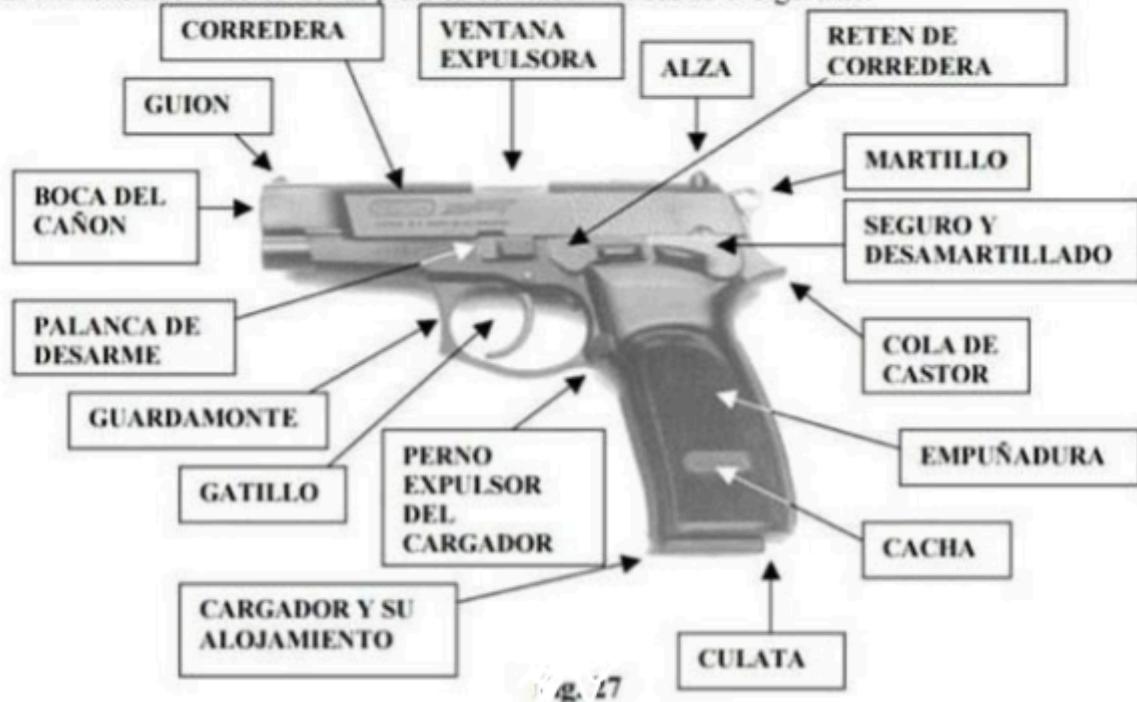 CORREDERA
VENTANA
EXPULSORA
RETEN DE
CORREDERA
ALZA
GUION
MARTILLO
BOCA DEL
CAÑON
SEGURO Y
DESAMARTILLADO
PALANCA DE
DESARME
COLA DE
CASTOR
GUARDAMONTE
EMPUÑADURA
PERNO
EXPULSOR
DEL
CARGADOR
GATILLO
CACHA
CARGADOR Y SU
ALOJAMIENTO
CULATA
27